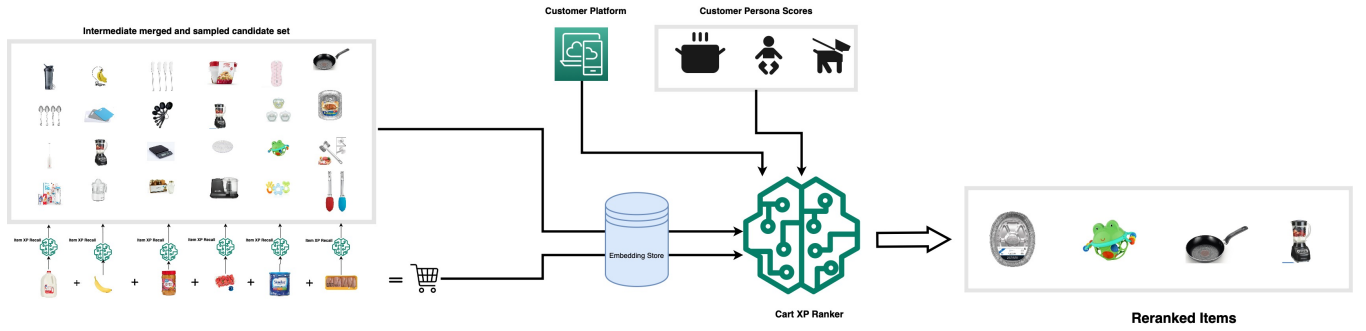 Customer Platform
Customer Persona Scores
Intermediate merged and sampled candidate set
Item XP Recall
Item XP Recall
Item XP Recall
Item XP Recall
Item XP Recall
Item XP Recall
+
+
+
+
+
=
Embedding Store
Cart XP Ranker
Reranked Items